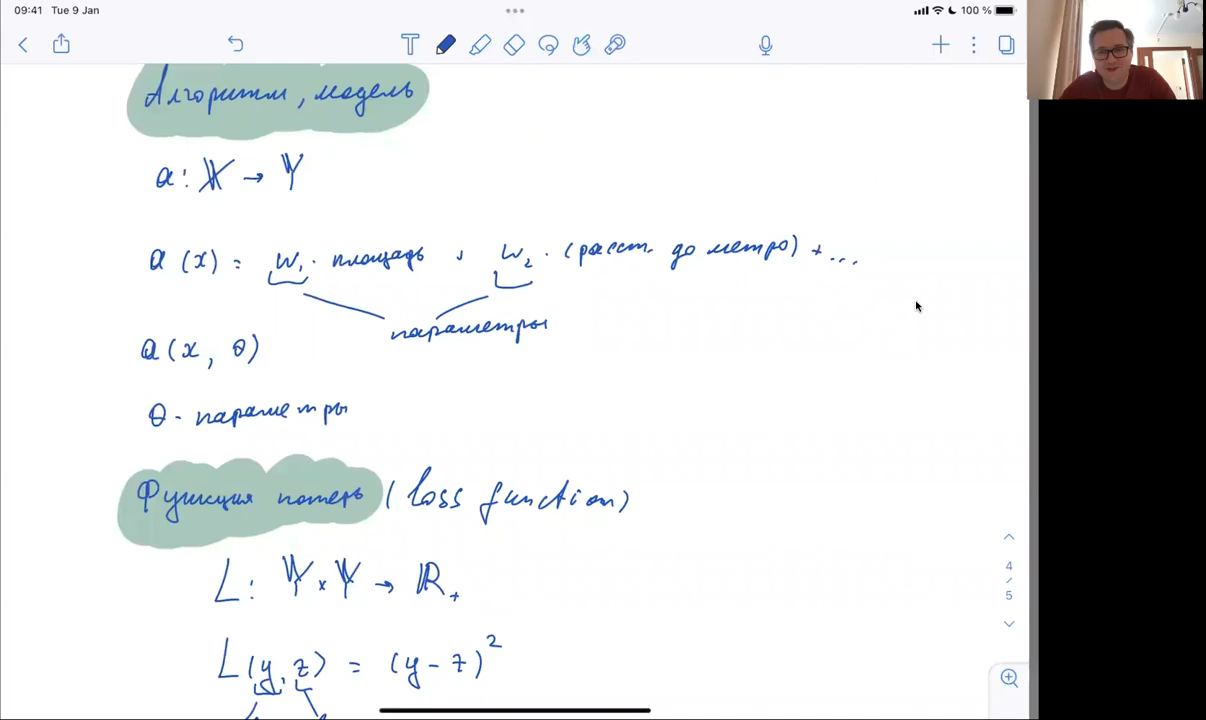 09:41 Tue 9 Jan
100 %
Алгоритм, модель
a : X → Y
a (x) = w₁ · площадь + w₂ · (расст. до метро) + ...
параметры
a (x, θ)
θ - параметры
Функция потерь (loss function)
L : Y × Y → ℝ₊
4
/
5
L (y, z) = (y - z)²